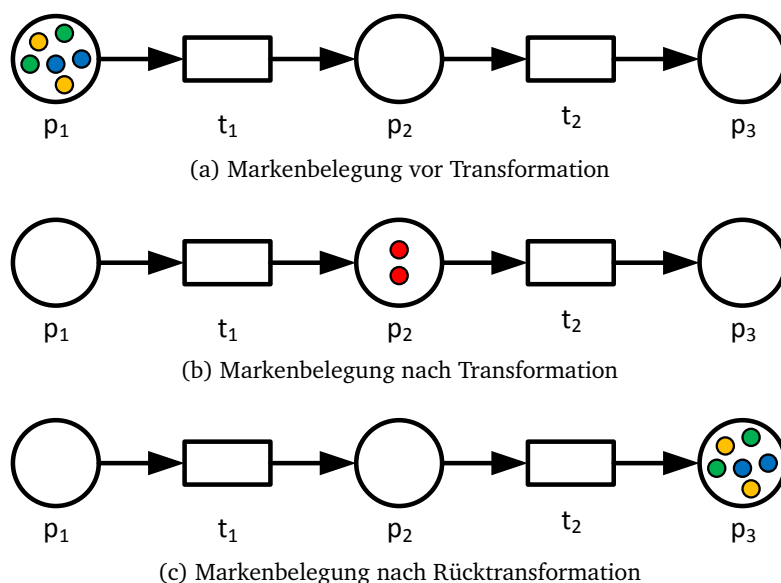 p₁ t₁ p₂ t₂ p₃
(a) Markenbelegung vor Transformation
p₁ t₁ p₂ t₂ p₃
(b) Markenbelegung nach Transformation
p₁ t₁ p₂ t₂ p₃
(c) Markenbelegung nach Rücktransformation